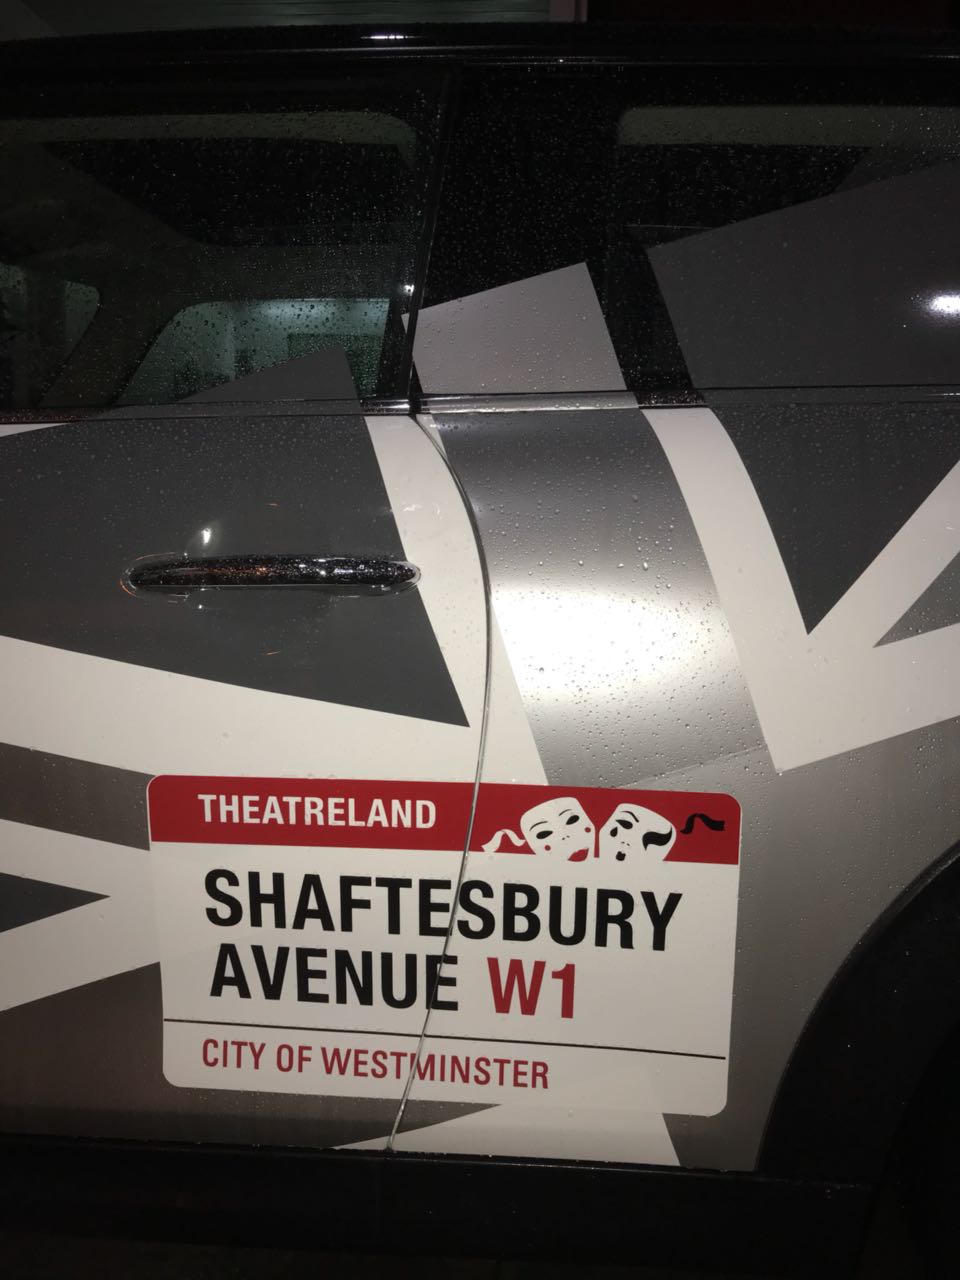 THEATRELAND
SHAFTESBURY
AVENUE W1
CITY OF WESTMINSTER